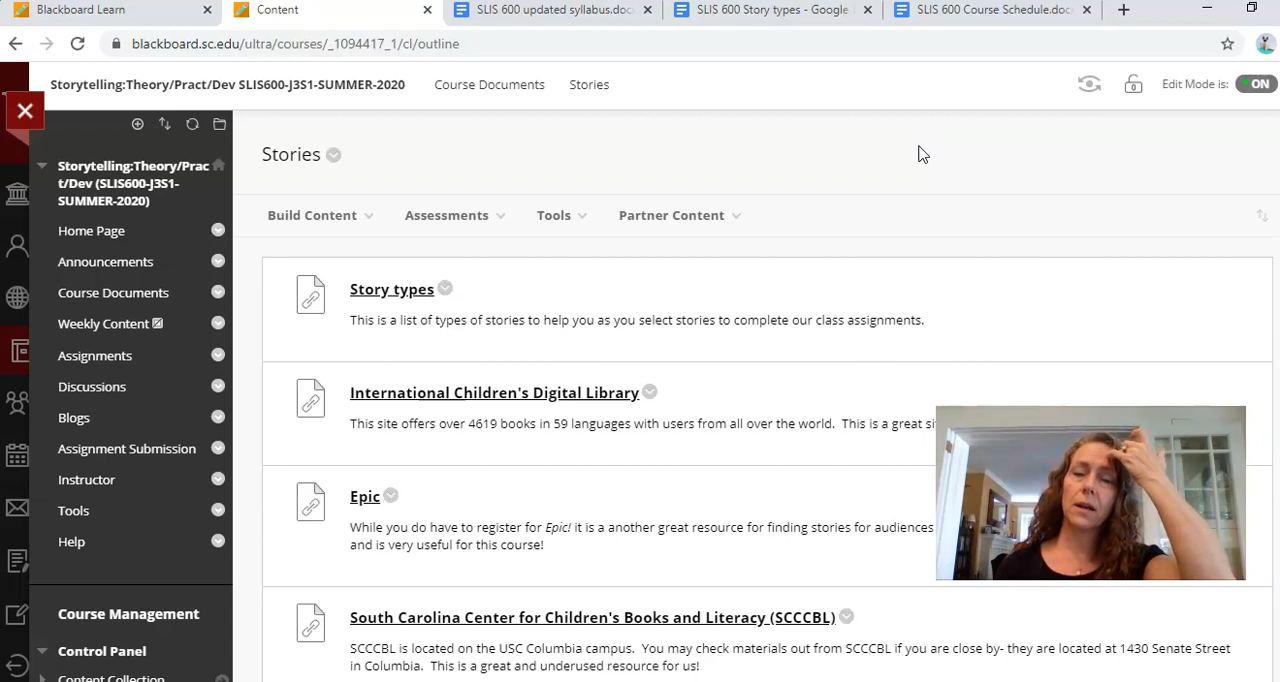 Blackboard Learn
Content
SLIS 600 updated syllabus.doc
SLIS 600 Story types - Google
SLIS 600 Course Schedule.doc
blackboard.sc.edu/ultra/courses/_1094417_1/cl/outline
Storytelling:Theory/Pract/Dev SLIS600-J3S1-SUMMER-2020
Course Documents
Stories
Edit Mode is:
ON
Storytelling:Theory/Prac
t/Dev (SLIS600-J3S1-
SUMMER-2020)
Home Page
Announcements
Course Documents
Weekly Content
Assignments
Discussions
Blogs
Assignment Submission
Instructor
Tools
Help
Course Management
Control Panel
Content Collection
Stories
Build Content
Assessments
Tools
Partner Content
Story types
This is a list of types of stories to help you as you select stories to complete our class assignments.
International Children's Digital Library
This site offers over 4619 books in 59 languages with users from all over the world. This is a great
Epic
While you do have to register for Epic! it is a another great resource for finding stories for audiences
and is very useful for this course!
South Carolina Center for Children's Books and Literacy (SCCCBL)
SCCCBL is located on the USC Columbia campus. You may check materials out from SCCCBL if you are close by- they are located at 1430 Senate Street
in Columbia. This is a great and underused resource for us!